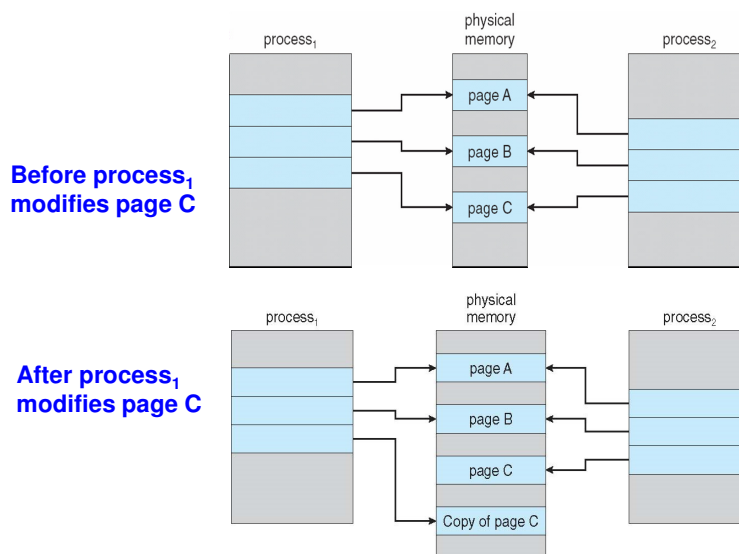 physical
memory
process₁
process₂
page A
page B
page C
Before process₁
modifies page C
physical
memory
process₁
process₂
page A
page B
page C
Copy of page C
After process₁
modifies page C